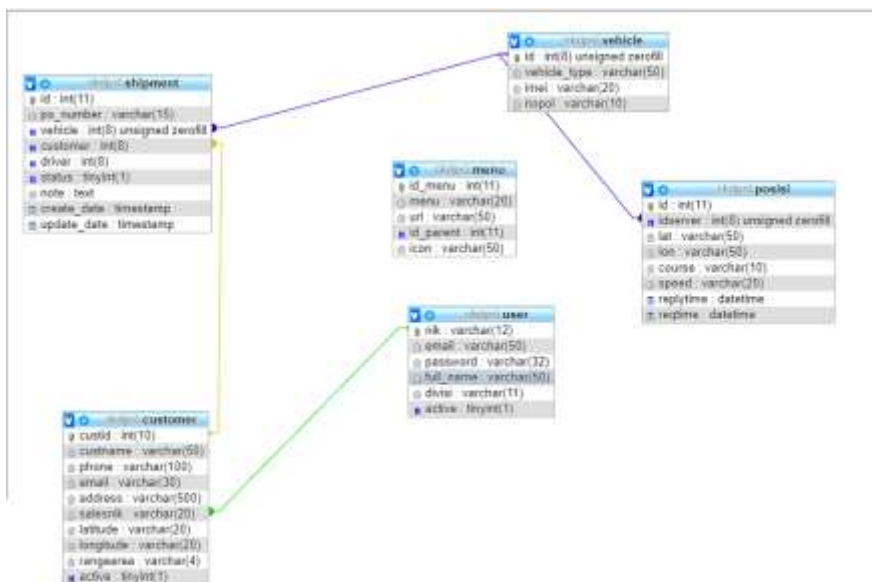 shipment
id : int(11)
po_number : varchar(15)
vehicle : int(8) unsigned zerofill
customer : int(8)
driver : int(8)
status : tinyint(1)
note : text
create_date : timestamp
update_date : timestamp
vehicle
id : int(8) unsigned zerofill
vehicle_type : varchar(50)
imei : varchar(20)
nopol : varchar(10)
menu
id_menu : int(11)
menu : varchar(20)
url : varchar(50)
id_parent : int(11)
icon : varchar(50)
posisi
id : int(11)
idserver : int(8) unsigned zerofill
lat : varchar(50)
lon : varchar(50)
course : varchar(10)
speed : varchar(20)
replytime : datetime
reqtime : datetime
user
nik : varchar(12)
email : varchar(50)
password : varchar(32)
full_name : varchar(50)
divisi : varchar(11)
active : tinyint(1)
customer
custid : int(10)
custname : varchar(50)
phone : varchar(100)
email : varchar(30)
address : varchar(500)
salesnik : varchar(20)
latitude : varchar(20)
longitude : varchar(20)
rangearea : varchar(4)
active : tinyint(1)